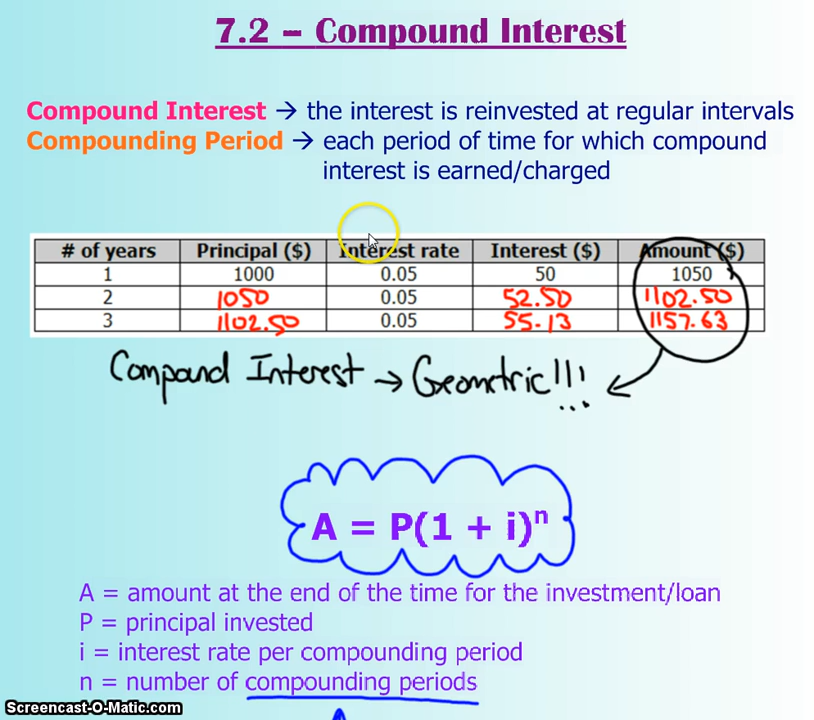 7.2 – Compound Interest
Compound Interest → the interest is reinvested at regular intervals
Compounding Period → each period of time for which compound
interest is earned/charged
# of years Principal ($) Interest rate Interest ($) Amount ($)
1 1000 0.05 50 1050
2 1050 0.05 52.50 1102.50
3 1102.50 0.05 55.13 1157.63
Compound Interest → Geometric!!! ...
A = P(1 + i)ⁿ
A = amount at the end of the time for the investment/loan
P = principal invested
i = interest rate per compounding period
n = number of compounding periods
Screencast-O-Matic.com